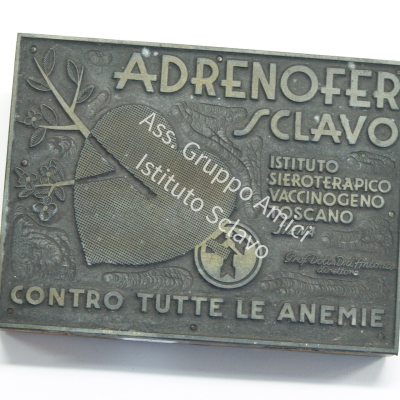 ADRENOFER
SCLAVO
ISTITUTO
SIEROTERAPICO
VACCINOGENO
TOSCANO
CONTRO TUTTE LE ANEMIE
Ass. Gruppo Amici
Istituto Sclavo